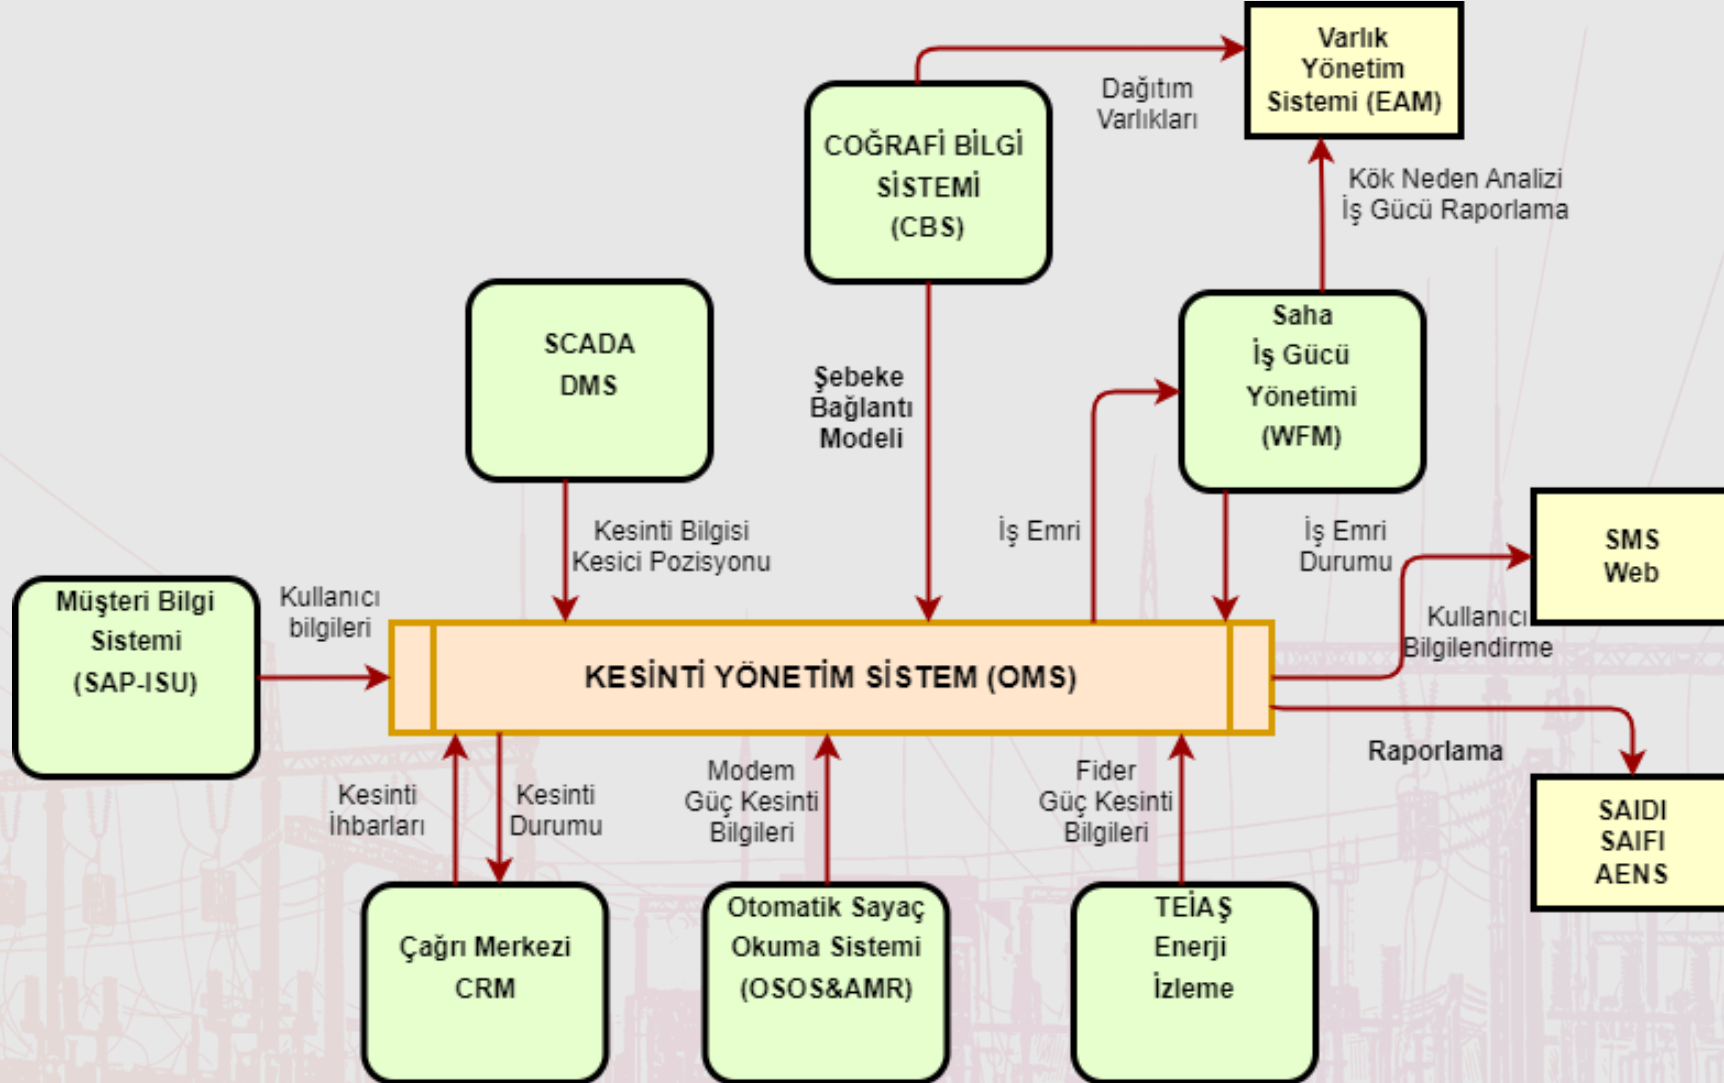 Varlık
Yönetim
Sistemi (EAM)
Dağıtım
Varlıkları
COĞRAFİ BİLGİ
SİSTEMİ
(CBS)
Kök Neden Analizi
İş Gücü Raporlama
SCADA
DMS
Şebeke
Bağlantı
Modeli
Saha
İş Gücü
Yönetimi
(WFM)
Kesinti Bilgisi
Kesici Pozisyonu
İş Emri
İş Emri
Durumu
SMS
Web
Müşteri Bilgi
Sistemi
(SAP-ISU)
Kullanıcı
bilgileri
KESİNTİ YÖNETİM SİSTEM (OMS)
Kullanıcı
Bilgilendirme
Raporlama
Kesinti
İhbarları
Kesinti
Durumu
Modem
Güç Kesinti
Bilgileri
Fider
Güç Kesinti
Bilgileri
SAIDI
SAIFI
AENS
Çağrı Merkezi
CRM
Otomatik Sayaç
Okuma Sistemi
(OSOS&AMR)
TEİAŞ
Enerji
İzleme